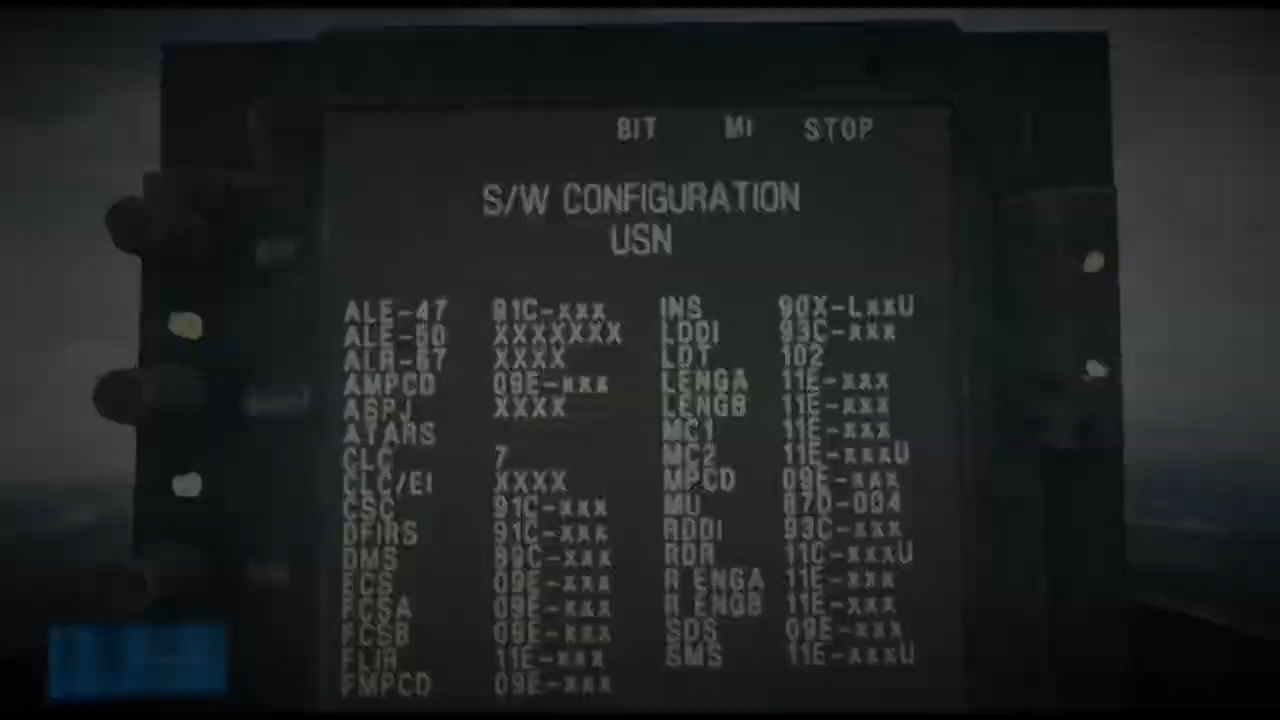 BIT MI STOP
S/W CONFIGURATION
USN
ALE-47 91C-xxx INS 90X-LxxU
ALE-50 XXXXXXX LDDI 93C-xxx
ALR-67 XXXX LDT 102
AMPCD 09E-xxx LENGA 11E-xxx
ASPJ XXXX LENGB 11E-xxx
ATARS MC1 11E-xxx
CLC 7 MC2 11E-xxxU
CLC/EI XXXX MPCD 09E-xxx
CSC 91C-xxx MU 87D-004
DFIRS 91C-xxx RDDI 93C-xxx
DMS 89C-xxx RDR 11C-xxxU
ECS 09E-xxx R ENGA 11E-xxx
FCSA 09E-xxx R ENGB 11E-xxx
FCSB 09E-xxx SDS 09E-xxx
FLIR 11E-xxx SMS 11E-xxxU
FMPCD 09E-xxx